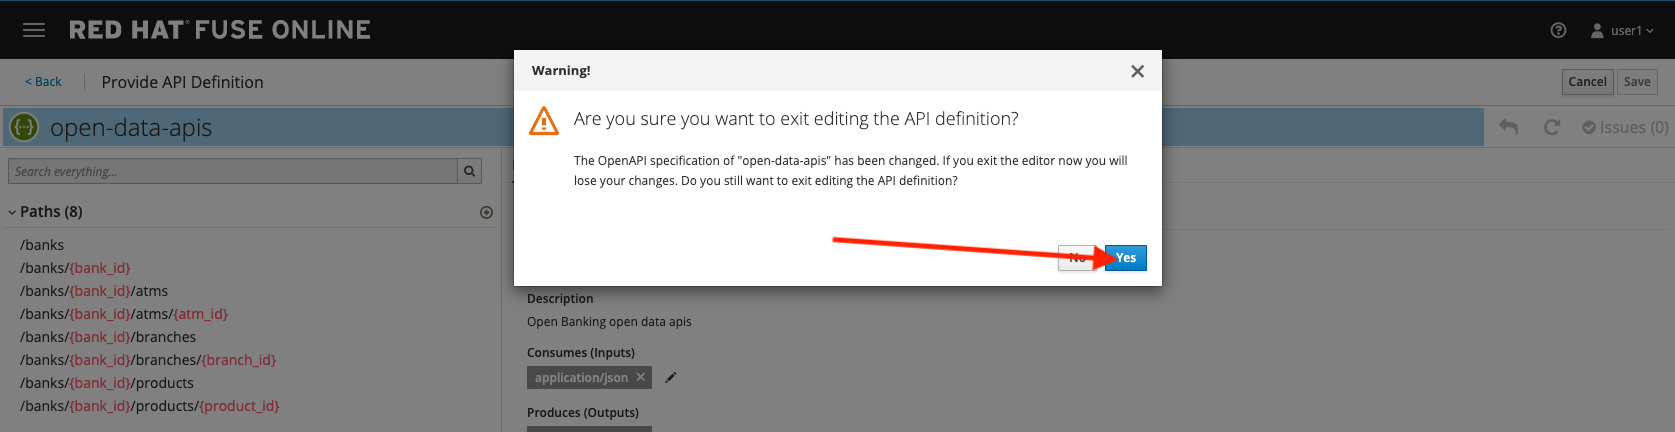 RED HAT® FUSE ONLINE
user1
< Back
Provide API Definition
Cancel
Save
open-data-apis
Issues (0)
Search everything...
Paths (8)
/banks
/banks/{bank_id}
/banks/{bank_id}/atms
/banks/{bank_id}/atms/{atm_id}
/banks/{bank_id}/branches
/banks/{bank_id}/branches/{branch_id}
/banks/{bank_id}/products
/banks/{bank_id}/products/{product_id}
Warning!
Are you sure you want to exit editing the API definition?
The OpenAPI specification of "open-data-apis" has been changed. If you exit the editor now you will
lose your changes. Do you still want to exit editing the API definition?
No
Yes
Description
Open Banking open data apis
Consumes (Inputs)
application/json
Produces (Outputs)